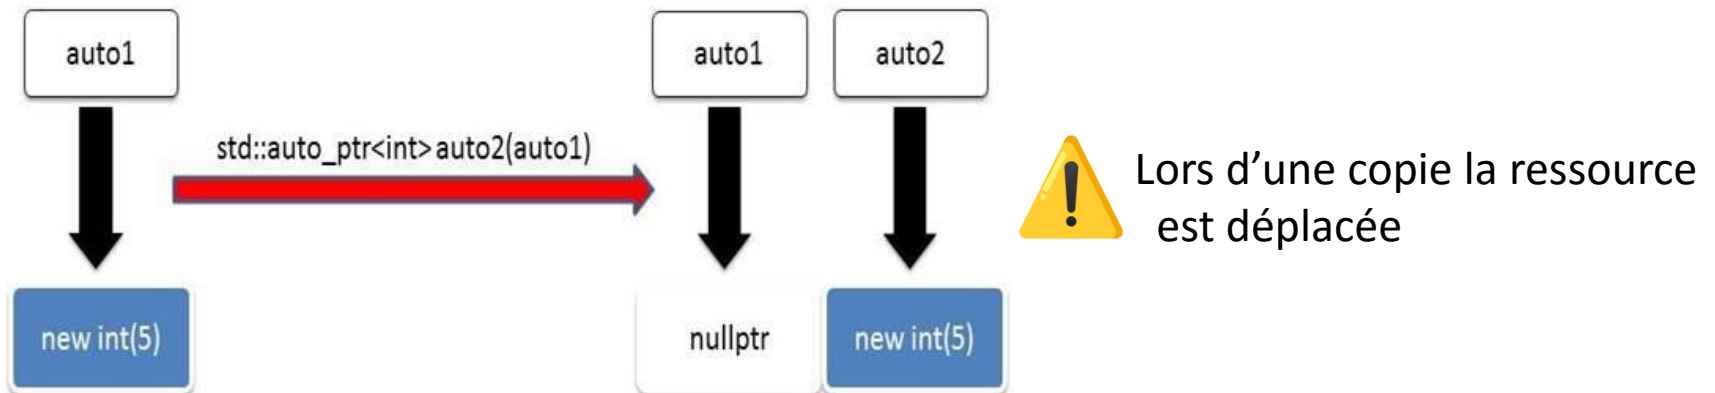 auto1
auto1
auto2
std::auto_ptr<int> auto2(auto1)
Lors d’une copie la ressource
est déplacée
new int(5)
nullptr
new int(5)